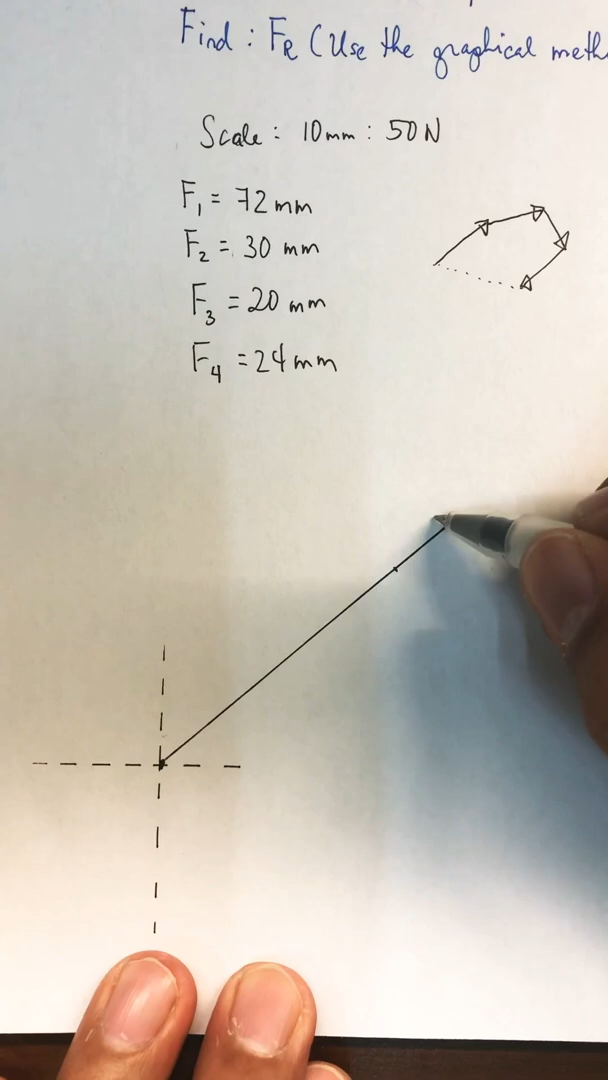 Find : FR (Use the graphical
Scale : 10mm : 50N
F1 = 72 mm
F2 = 30 mm
F3 = 20 mm
F4 = 24 mm